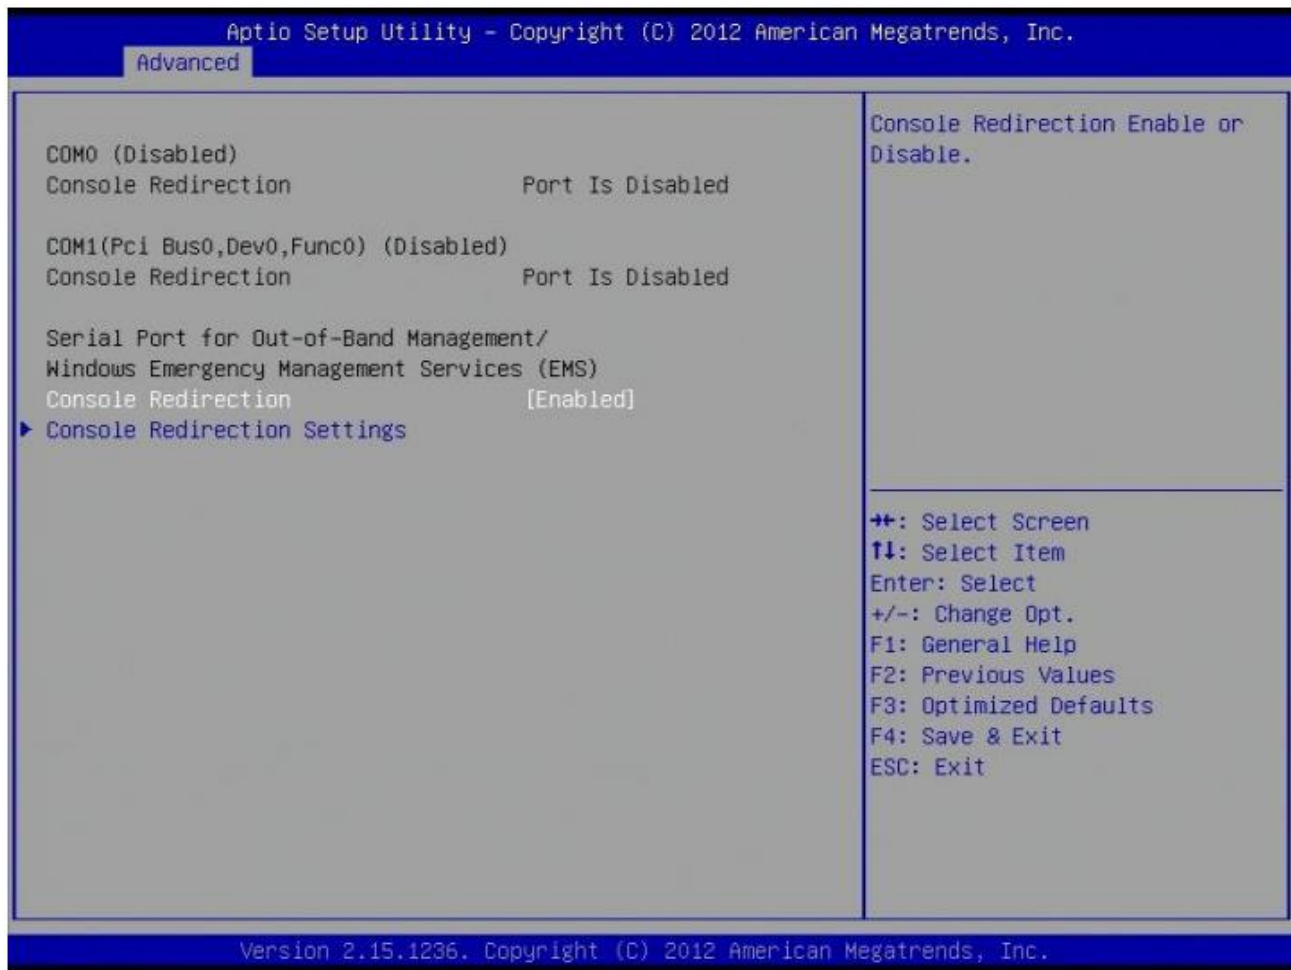 Aptio Setup Utility – Copyright (C) 2012 American Megatrends, Inc.
Advanced
COM0 (Disabled)
Console Redirection Port Is Disabled
COM1(Pci Bus0,Dev0,Func0) (Disabled)
Console Redirection Port Is Disabled
Serial Port for Out-of-Band Management/
Windows Emergency Management Services (EMS)
Console Redirection [Enabled]
▶ Console Redirection Settings
Console Redirection Enable or
Disable.
→←: Select Screen
↑↓: Select Item
Enter: Select
+/-: Change Opt.
F1: General Help
F2: Previous Values
F3: Optimized Defaults
F4: Save & Exit
ESC: Exit
Version 2.15.1236. Copyright (C) 2012 American Megatrends, Inc.